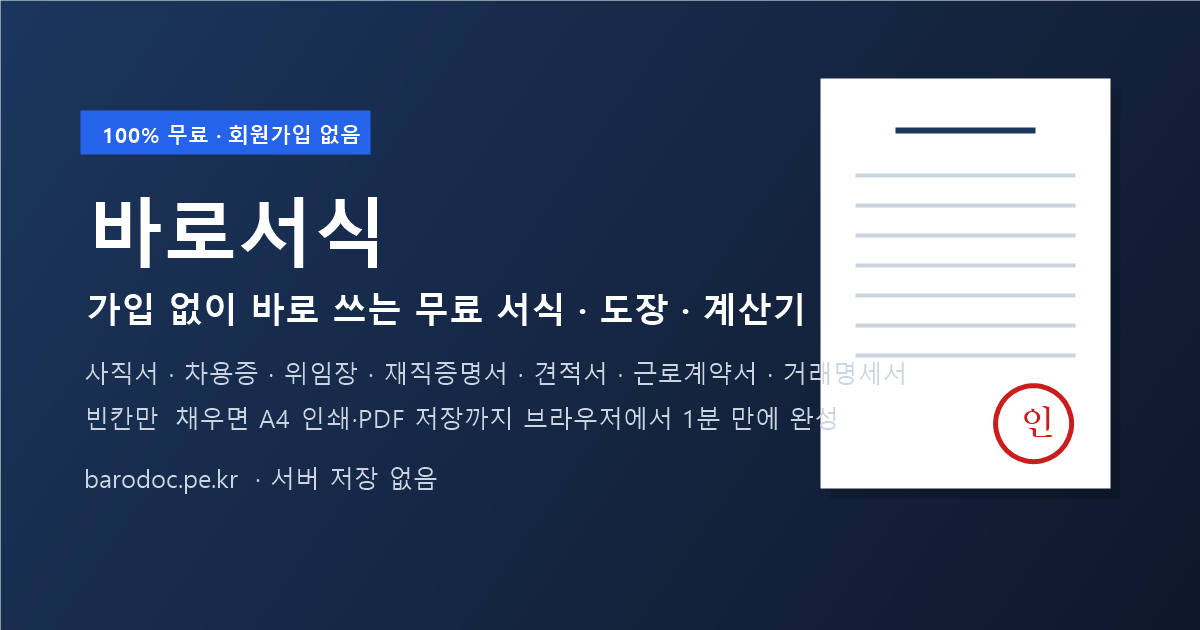 100% 무료 · 회원가입 없음
바로서식
가입 없이 바로 쓰는 무료 서식 · 도장 · 계산기
사직서 · 차용증 · 위임장 · 재직증명서 · 견적서 · 근로계약서 · 거래명세서
빈칸만 채우면 A4 인쇄·PDF 저장까지 브라우저에서 1분 만에 완성
인
barodoc.pe.kr · 서버 저장 없음